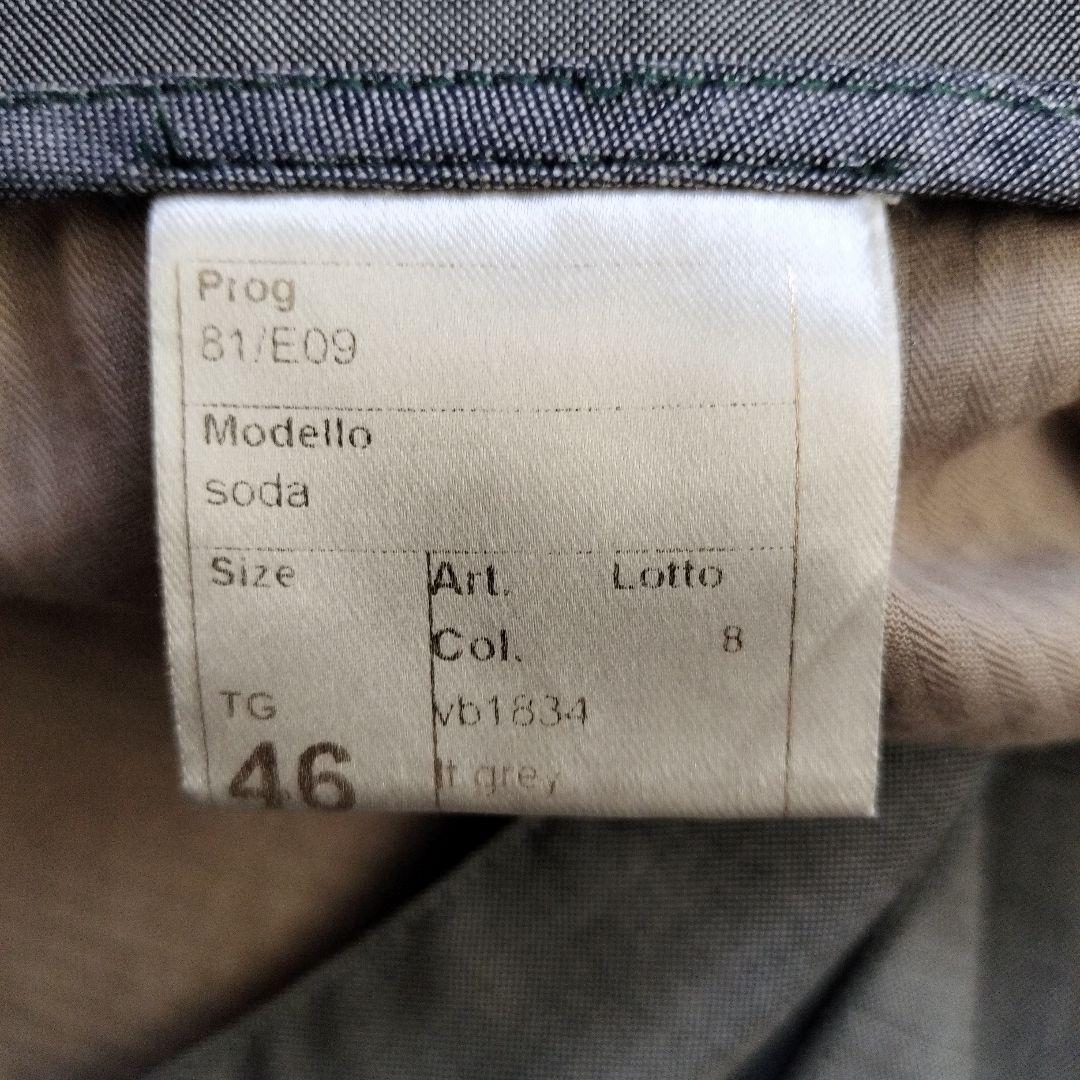 Prog
81/E09
Modello
soda
Size Art. Lotto
Col. 8
TG vb1834
46 lt grey